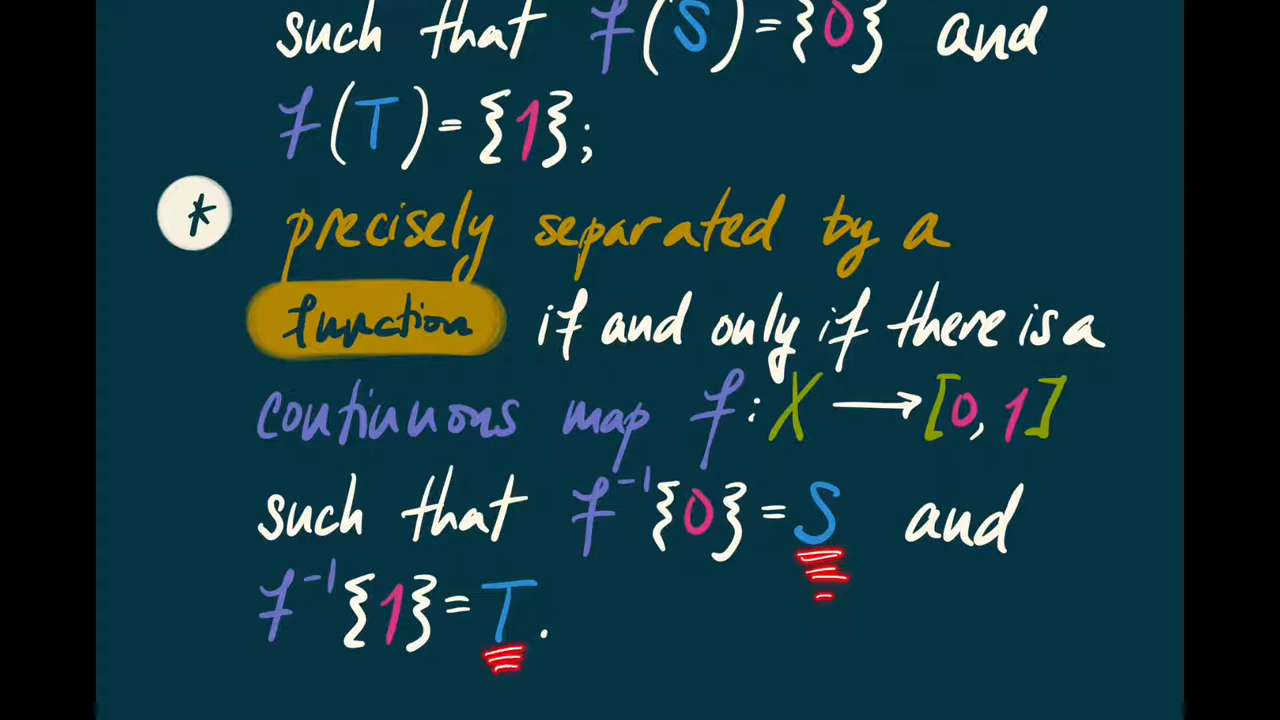 such that f(S)={0} and
f(T)={1};
* precisely separated by a
function if and only if there is a
continuous map f:X⟶[0,1]
such that f⁻¹{0}=S and
f⁻¹{1}=T.